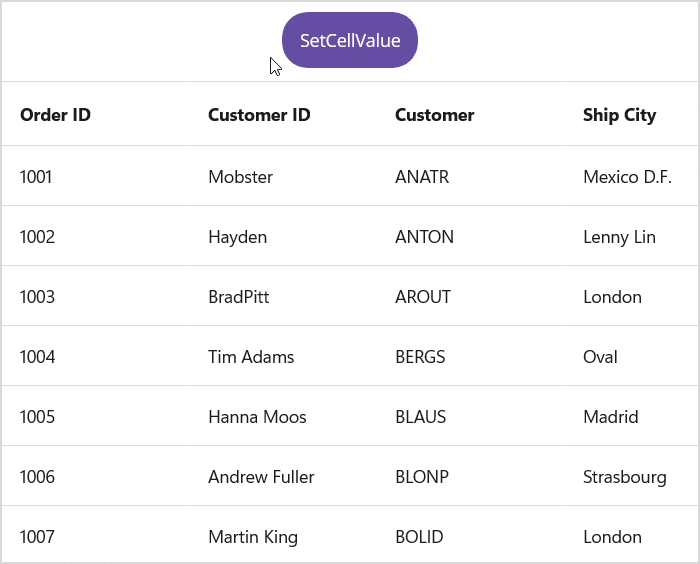 SetCellValue
Order ID Customer ID Customer Ship City
1001 Mobster ANATR Mexico D.F.
1002 Hayden ANTON Lenny Lin
1003 BradPitt AROUT London
1004 Tim Adams BERGS Oval
1005 Hanna Moos BLAUS Madrid
1006 Andrew Fuller BLONP Strasbourg
1007 Martin King BOLID London